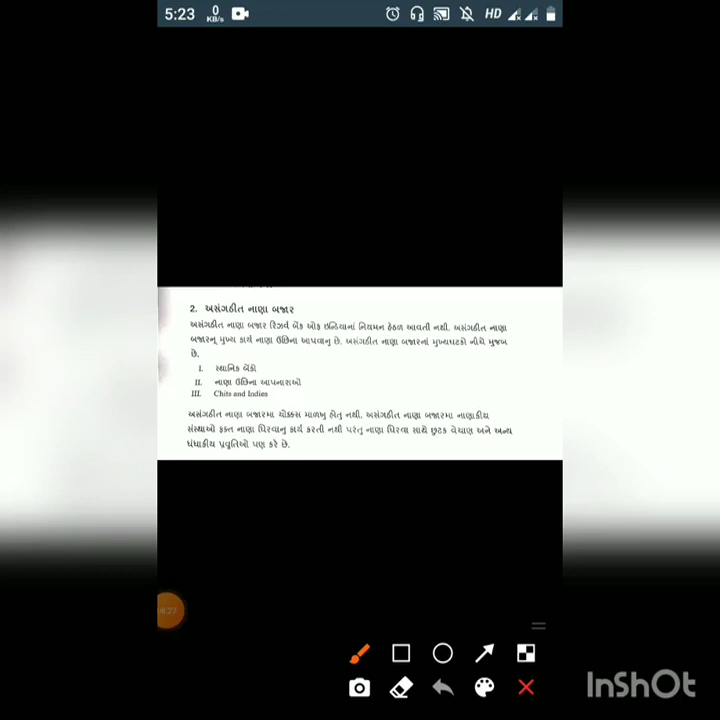 5:23 0 KB/s HD
2. અસંગઠીત નાણા બજાર
અસંગઠીત નાણા બજાર રિઝર્વ બેંક ઓફ ઇન્ડિયાનાં નિયમન હેઠળ આવતી નથી. અસંગઠીત નાણા
બજારનુ મુખ્ય કાર્ય નાણા ઉછિના આપવાનુ છે. અસંગઠીત નાણા બજારનાં મુખ્યઘટકો નીચે મુજબ
છે.
I. સ્થાનિક બેંકો
II. નાણા ઉછિના આપનારાઓ
III. Chits and Indies
અસંગઠીત નાણા બજારમા ચોક્કસ માળખુ હોતુ નથી. અસંગઠીત નાણા બજારમા નાણાકીય
સંસ્થાઓ ફક્ત નાણા ધિરવાનુ કાર્ય કરતી નથી પરંતુ નાણા ધિરવા સાથે છુટક વેચાણ અને અન્ય
ધંધાકીય પ્રવૃતિઓ પણ કરે છે.
InShOt